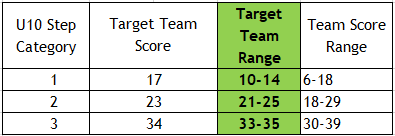 U10 Step Category | Target Team Score | Target Team Range | Team Score Range
1 | 17 | 10-14 | 6-18
2 | 23 | 21-25 | 18-29
3 | 34 | 33-35 | 30-39